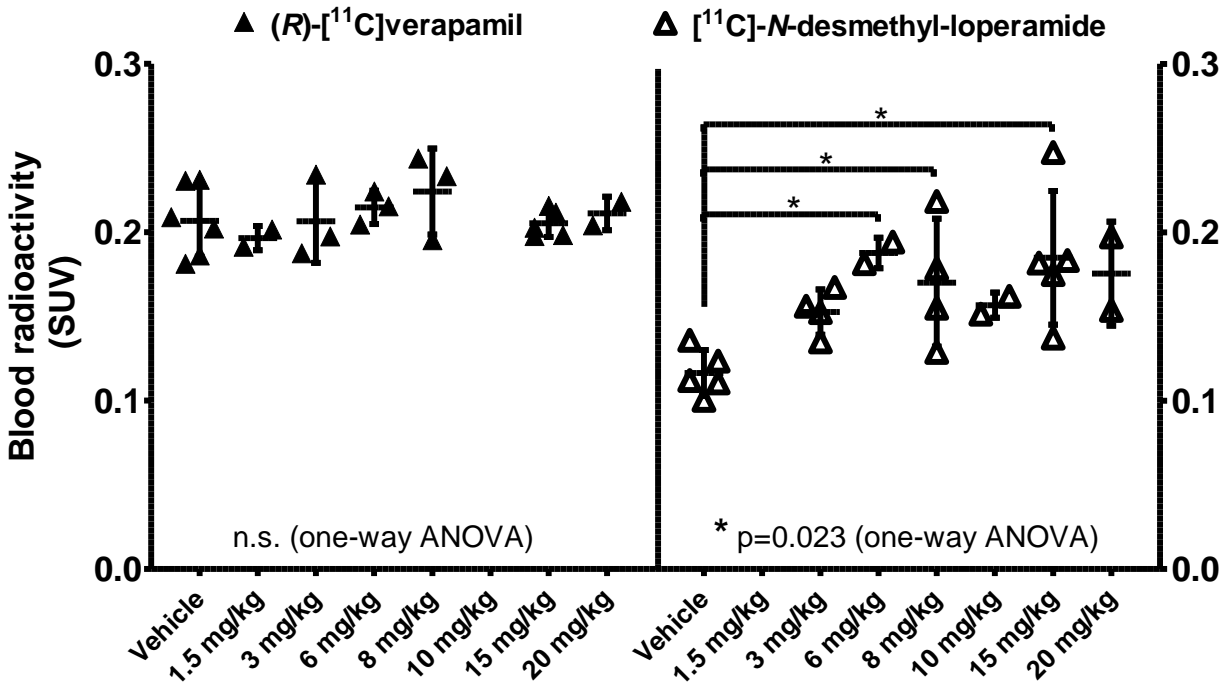 (R)-[¹¹C]verapamil
[¹¹C]-N-desmethyl-loperamide
Blood radioactivity
(SUV)
0.3
0.2
0.1
0.0
n.s. (one-way ANOVA)
*
*
*
* p=0.023 (one-way ANOVA)
0.3
0.2
0.1
0.0
Vehicle
1.5 mg/kg
3 mg/kg
6 mg/kg
8 mg/kg
10 mg/kg
15 mg/kg
20 mg/kg
Vehicle
1.5 mg/kg
3 mg/kg
6 mg/kg
8 mg/kg
10 mg/kg
15 mg/kg
20 mg/kg